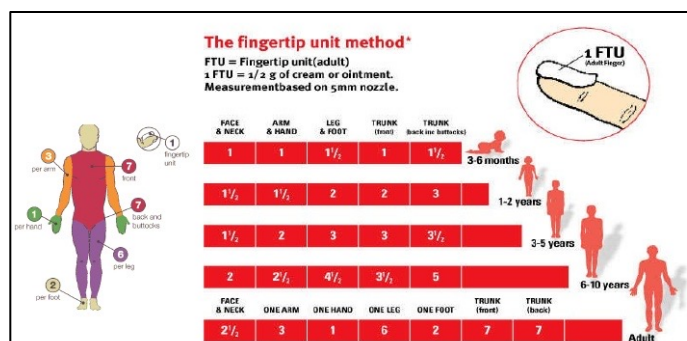 The fingertip unit method*
FTU = Fingertip unit(adult)
1 FTU = 1/2 g of cream or ointment.
Measurementbased on 5mm nozzle.
1 FTU
(Adult Finger)
1
fingertip
unit
3
per arm
7
front
1
per hand
7
back and
buttocks
6
per leg
2
per foot
FACE & NECK ARM & HAND LEG & FOOT TRUNK (front) TRUNK (back inc buttocks)
1 1 1½ 1 1½ 3-6 months
1½ 1½ 2 2 3 1-2 years
1½ 2 3 3 3½ 3-5 years
2 2½ 4½ 3½ 5 6-10 years
FACE & NECK ONE ARM ONE HAND ONE LEG ONE FOOT TRUNK (front) TRUNK (back)
2½ 3 1 6 2 7 7 Adult